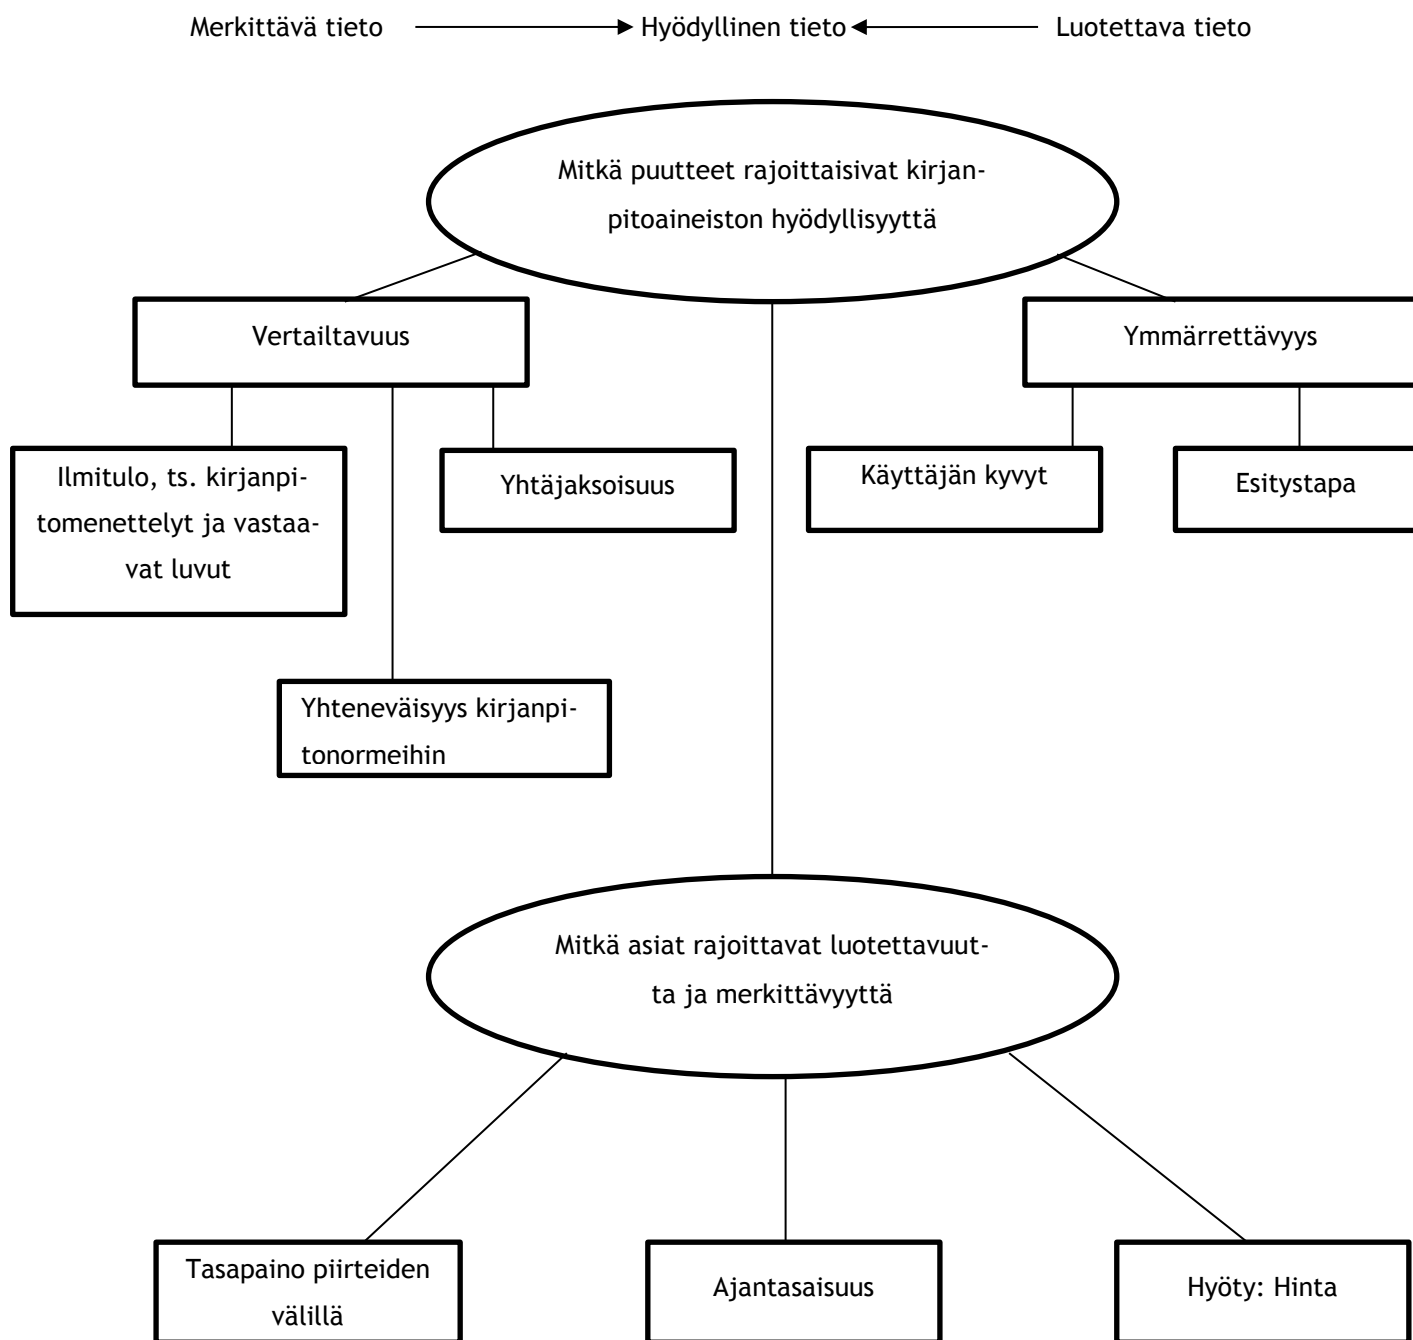 Merkittävä tieto
Hyödyllinen tieto
Luotettava tieto
Mitkä puutteet rajoittaisivat kirjan-
pitoaineiston hyödyllisyyttä
Vertailtavuus
Ymmärrettävyys
Ilmitulo, ts. kirjanpi-
tomenettelyt ja vastaa-
vat luvut
Yhtäjaksoisuus
Käyttäjän kyvyt
Esitystapa
Yhteneväisyys kirjanpi-
tonormeihin
Mitkä asiat rajoittavat luotettavuut-
ta ja merkittävyyttä
Tasapaino piirteiden
välillä
Ajantasaisuus
Hyöty: Hinta